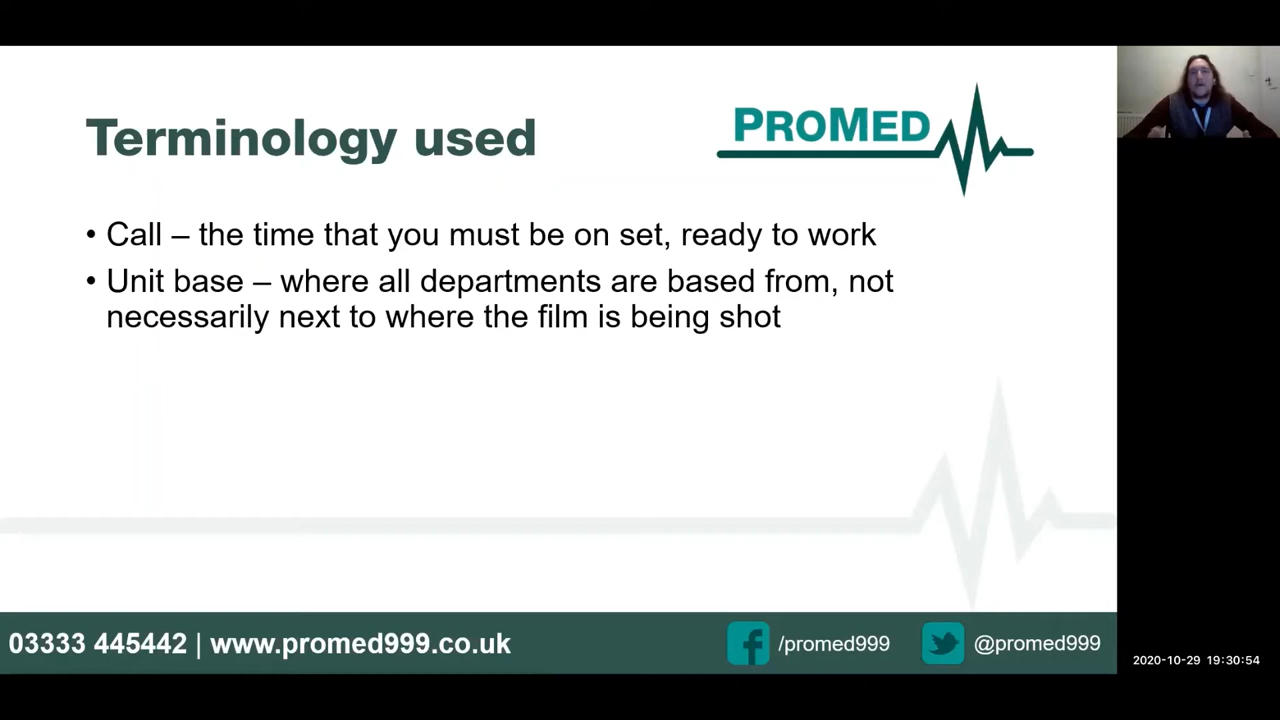 Terminology used
PROMED
• Call – the time that you must be on set, ready to work
• Unit base – where all departments are based from, not
necessarily next to where the film is being shot
03333 445442 | www.promed999.co.uk
/promed999
@promed999
2020-10-29 19:30:54